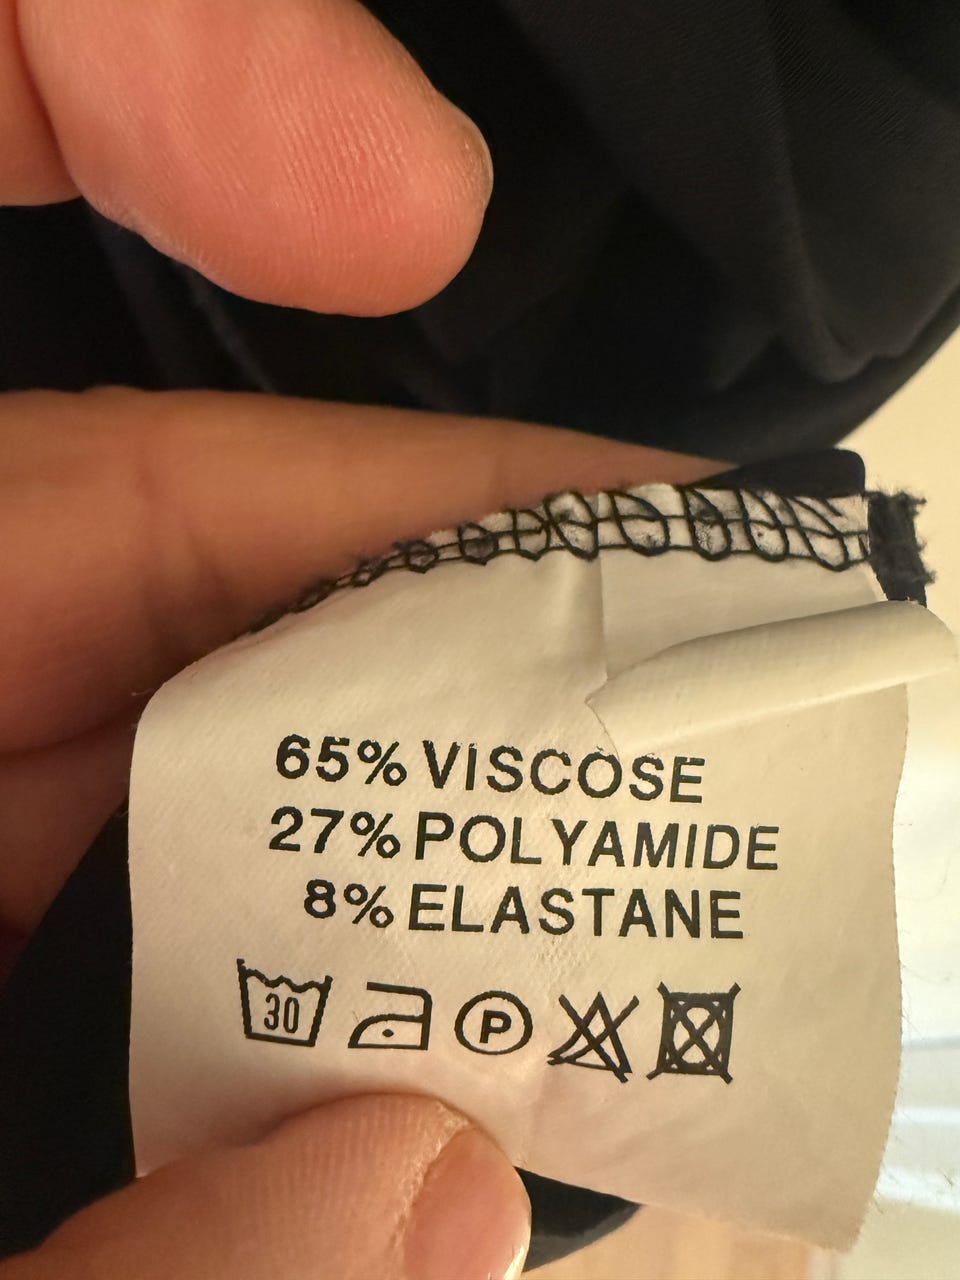 65% VISCOSE
27% POLYAMIDE
8% ELASTANE
30 P